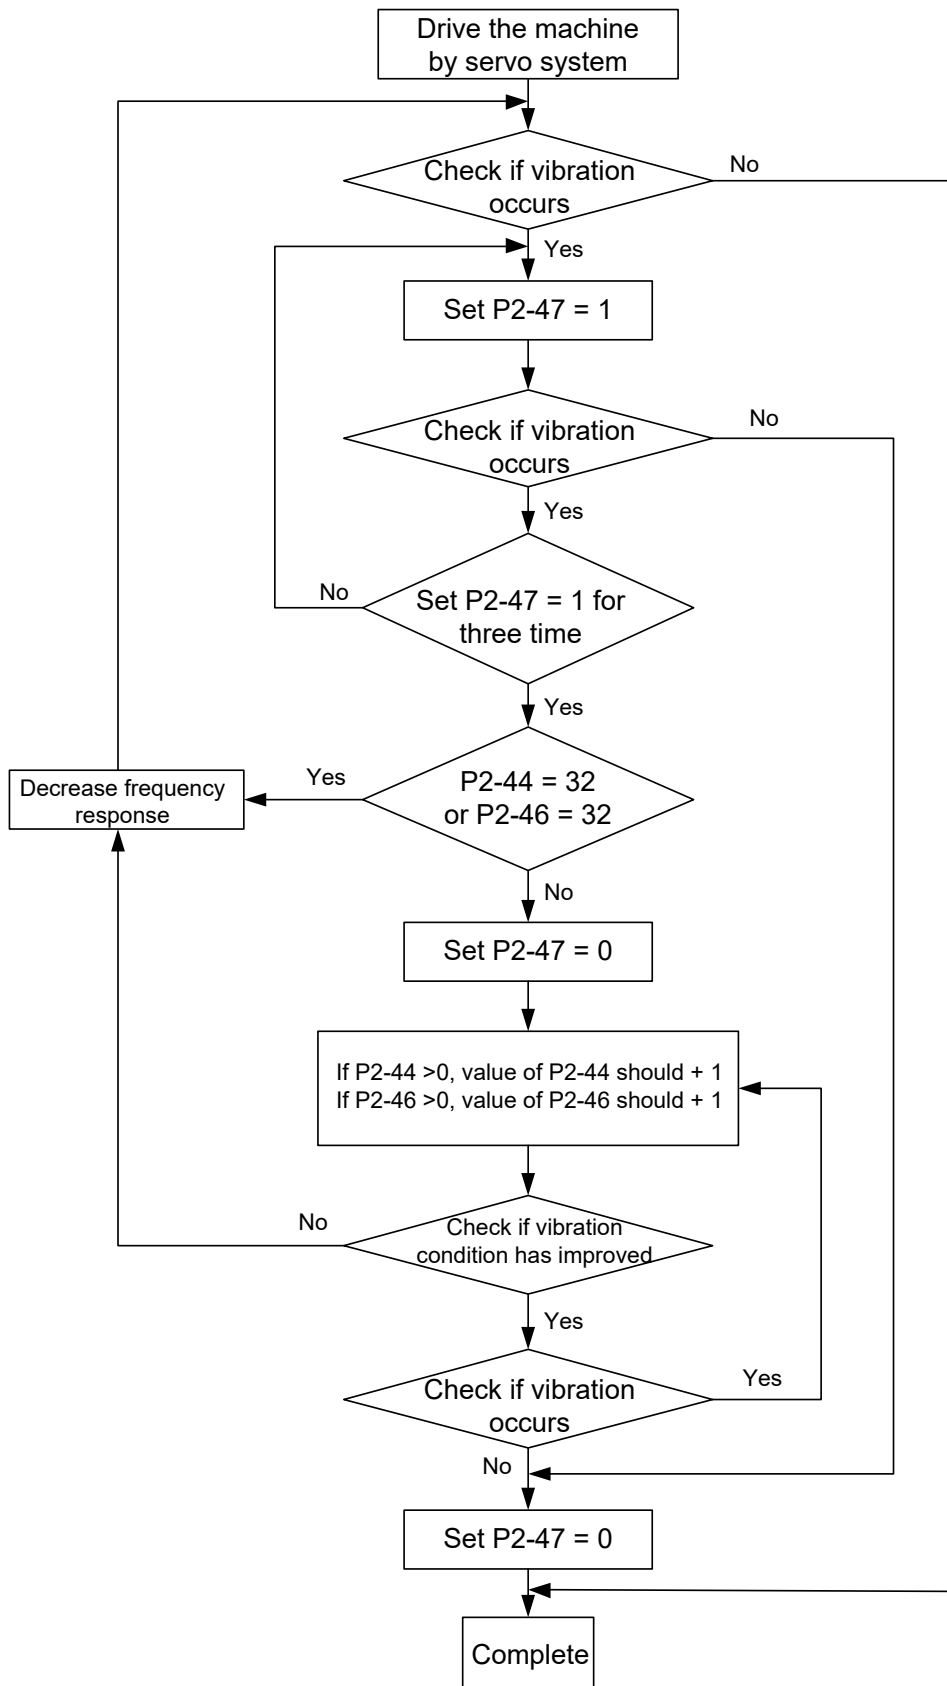 Drive the machine
by servo system
Check if vibration
occurs
No
Yes
Set P2-47 = 1
Check if vibration
occurs
No
Yes
Set P2-47 = 1 for
three time
No
Yes
P2-44 = 32
or P2-46 = 32
Yes
Decrease frequency
response
No
Set P2-47 = 0
If P2-44 >0, value of P2-44 should + 1
If P2-46 >0, value of P2-46 should + 1
Check if vibration
condition has improved
No
Yes
Check if vibration
occurs
Yes
No
Set P2-47 = 0
Complete